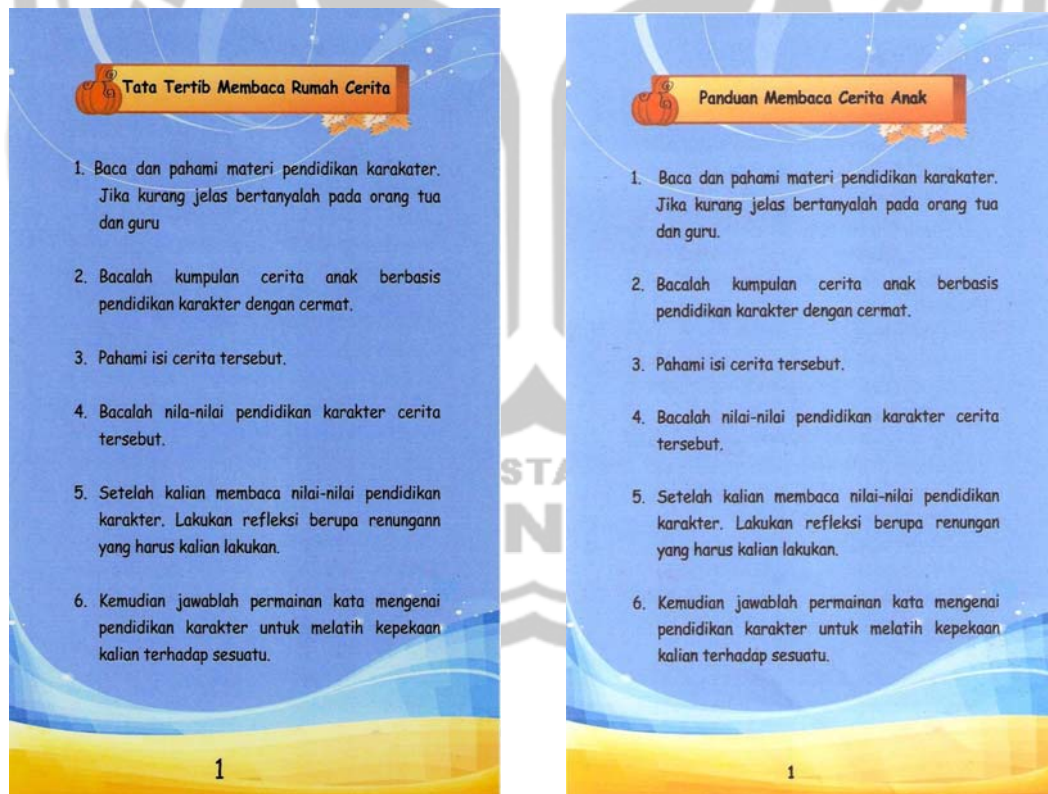 Tata Tertib Membaca Rumah Cerita
1. Baca dan pahami materi pendidikan karakater.
Jika kurang jelas bertanyalah pada orang tua
dan guru
2. Bacalah kumpulan cerita anak berbasis
pendidikan karakter dengan cermat.
3. Pahami isi cerita tersebut.
4. Bacalah nila-nilai pendidikan karakter cerita
tersebut.
5. Setelah kalian membaca nilai-nilai pendidikan
karakter. Lakukan refleksi berupa renungann
yang harus kalian lakukan.
6. Kemudian jawablah permainan kata mengenai
pendidikan karakter untuk melatih kepekaan
kalian terhadap sesuatu.
1
Panduan Membaca Cerita Anak
1. Baca dan pahami materi pendidikan karakater.
Jika kurang jelas bertanyalah pada orang tua
dan guru.
2. Bacalah kumpulan cerita anak berbasis
pendidikan karakter dengan cermat.
3. Pahami isi cerita tersebut.
4. Bacalah nilai-nilai pendidikan karakter cerita
tersebut.
5. Setelah kalian membaca nilai-nilai pendidikan
karakter. Lakukan refleksi berupa renungan
yang harus kalian lakukan.
6. Kemudian jawablah permainan kata mengenai
pendidikan karakter untuk melatih kepekaan
kalian terhadap sesuatu.
1